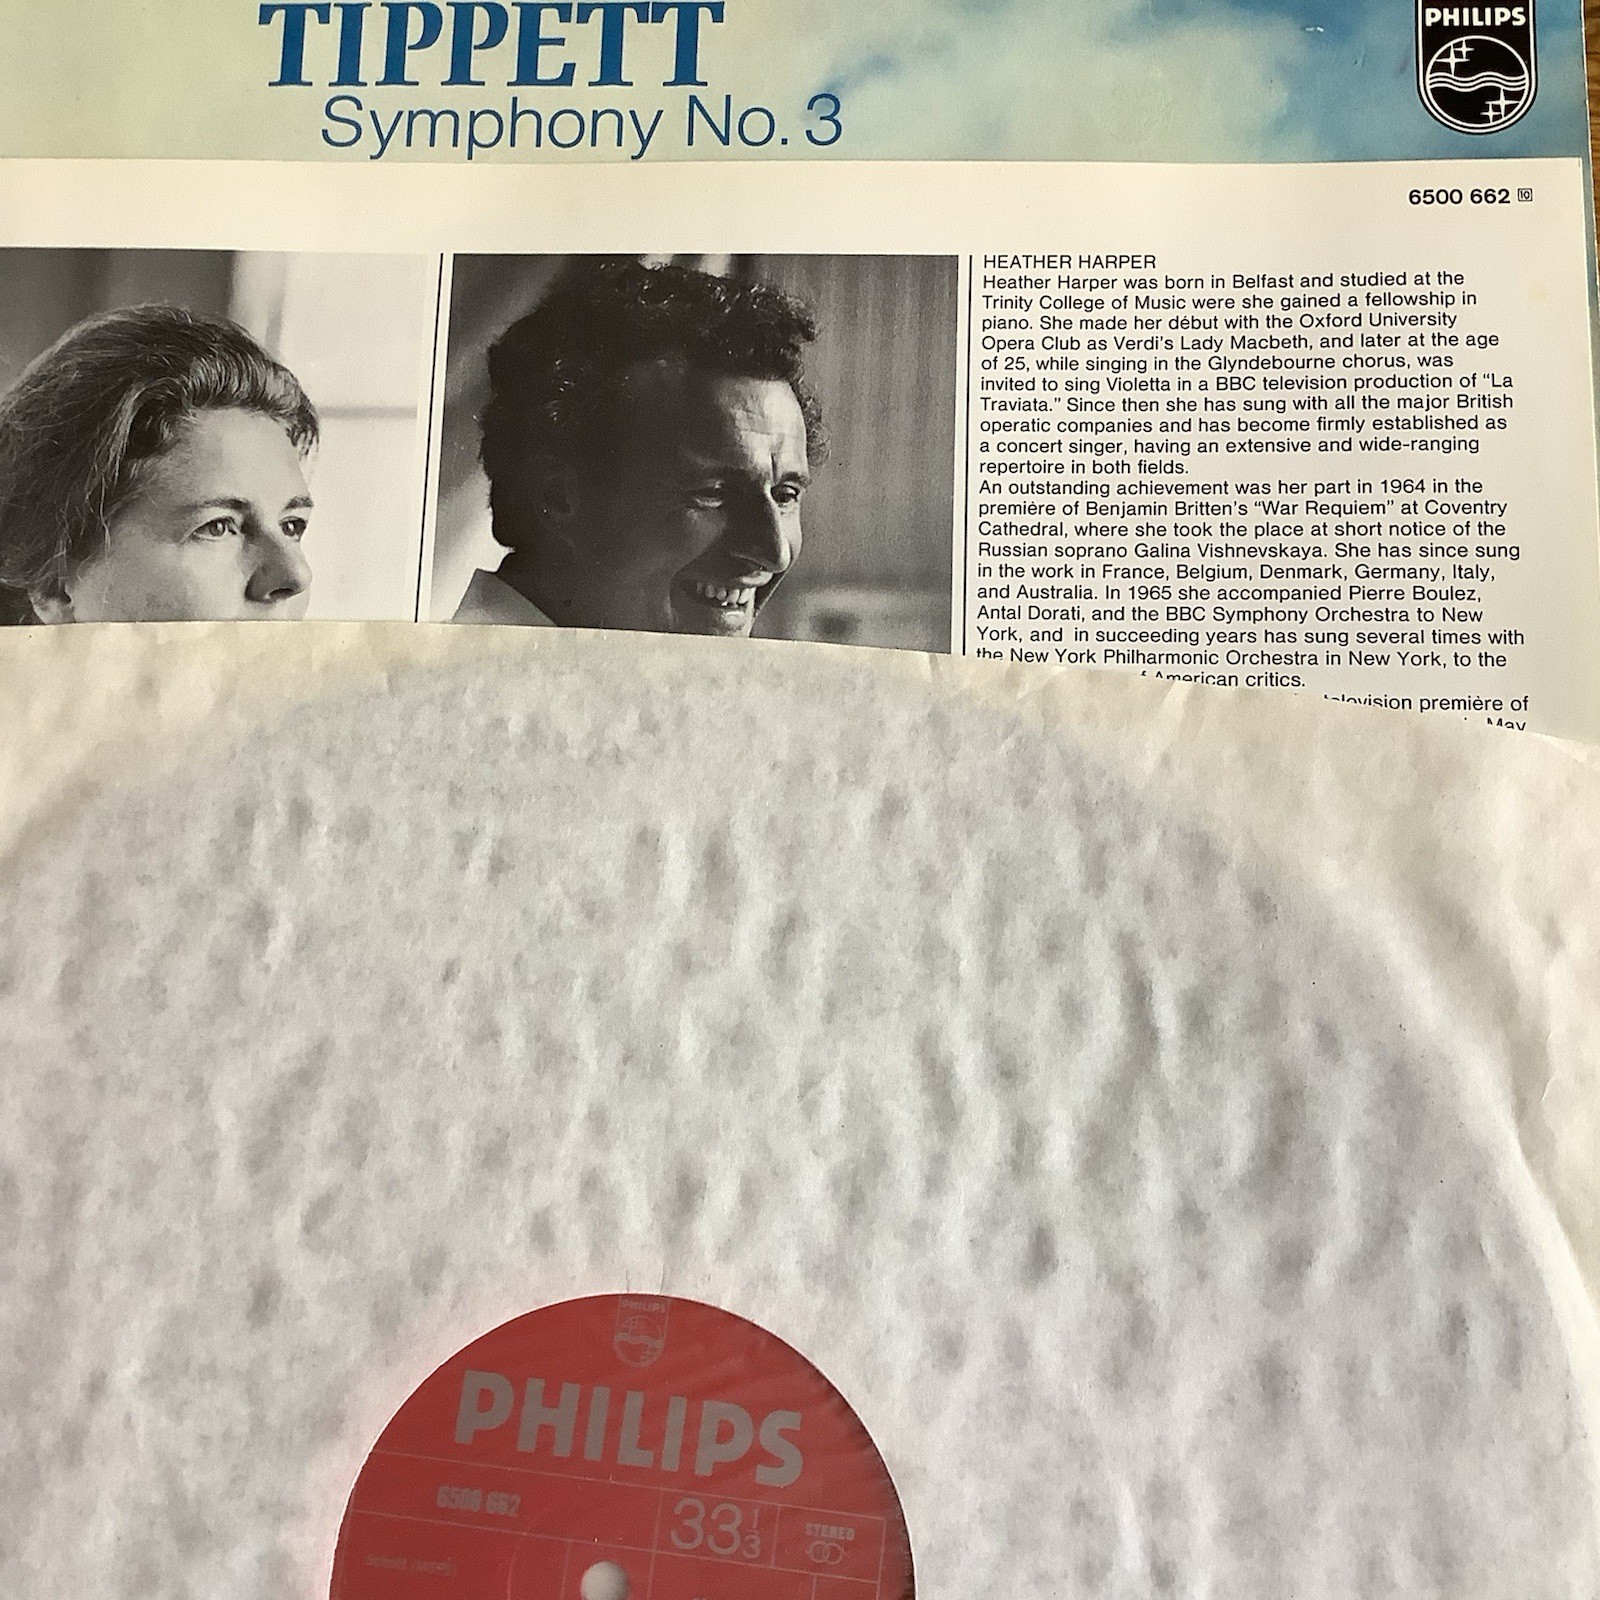 TIPPETT
Symphony No. 3
PHILIPS
6500 662 10
HEATHER HARPER
Heather Harper was born in Belfast and studied at the
Trinity College of Music were she gained a fellowship in
piano. She made her début with the Oxford University
Opera Club as Verdi's Lady Macbeth, and later at the age
of 25, while singing in the Glyndebourne chorus, was
invited to sing Violetta in a BBC television production of “La
Traviata.” Since then she has sung with all the major British
operatic companies and has become firmly established as
a concert singer, having an extensive and wide-ranging
repertoire in both fields.
An outstanding achievement was her part in 1964 in the
première of Benjamin Britten's “War Requiem” at Coventry
Cathedral, where she took the place at short notice of the
Russian soprano Galina Vishnevskaya. She has since sung
in the work in France, Belgium, Denmark, Germany, Italy,
and Australia. In 1965 she accompanied Pierre Boulez,
Antal Dorati, and the BBC Symphony Orchestra to New
York, and in succeeding years has sung several times with
the New York Philharmonic Orchestra in New York, to the
American critics.
première of
May
PHILIPS
PHILIPS
6500 662
33 1/3
STEREO